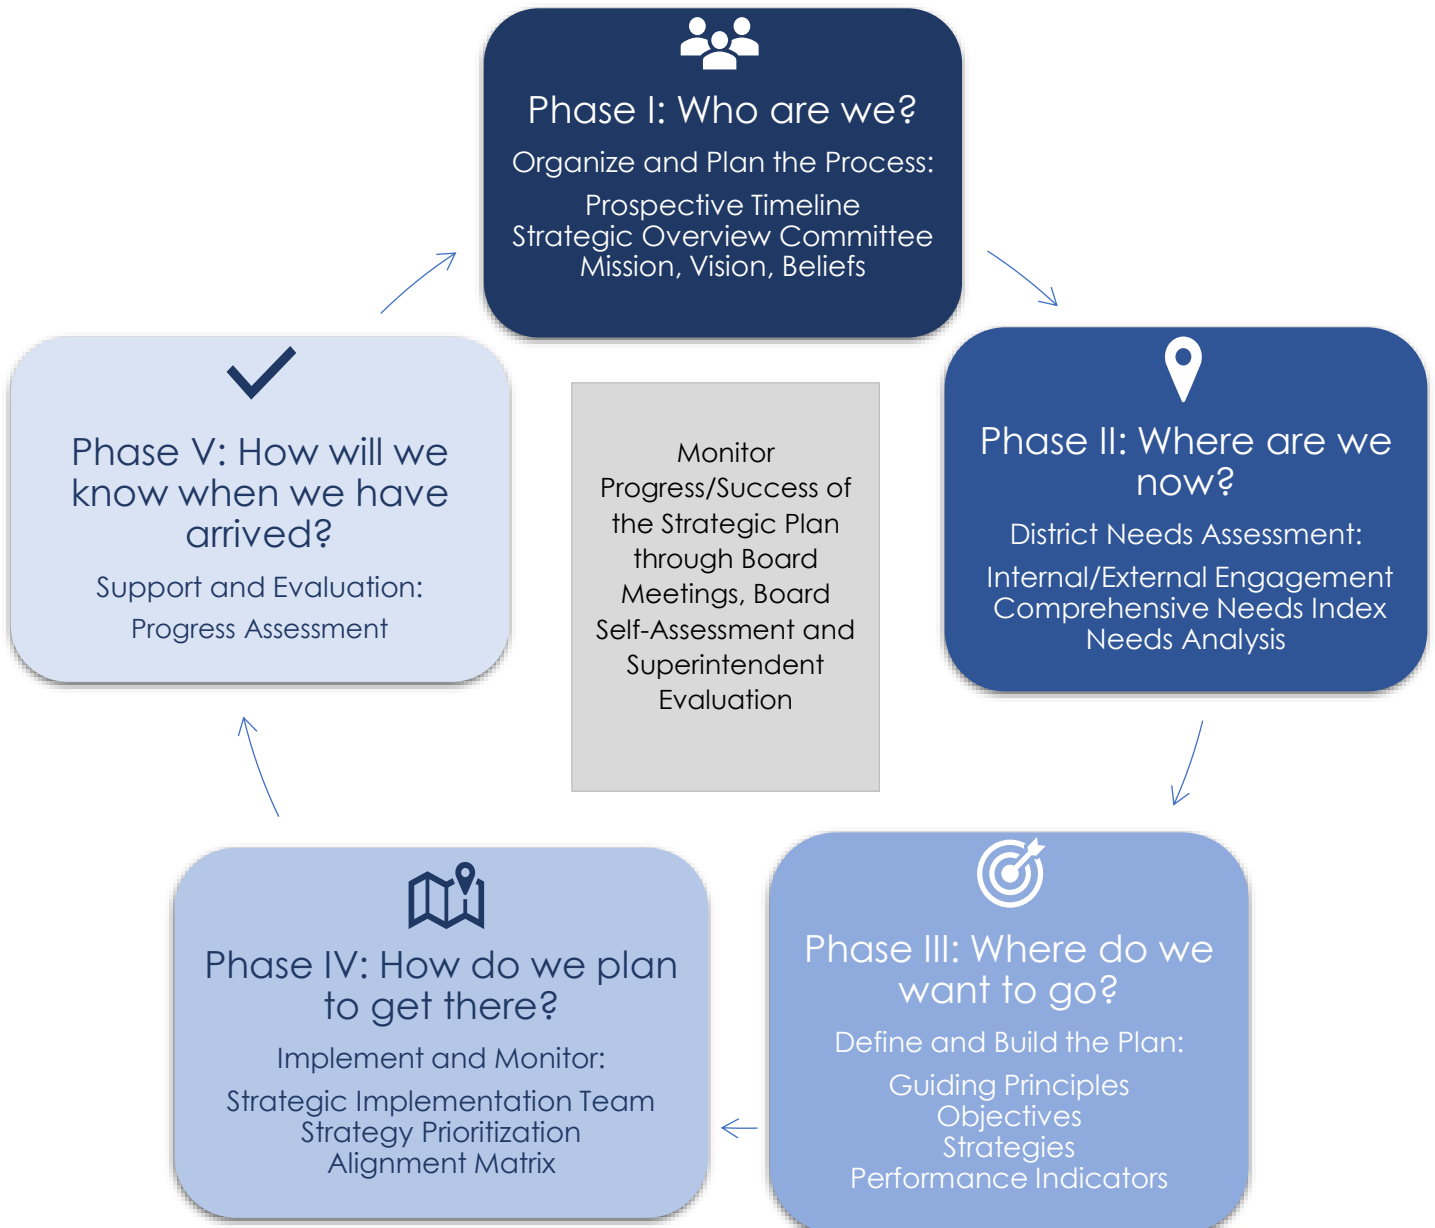 Phase I: Who are we?
Organize and Plan the Process:
Prospective Timeline
Strategic Overview Committee
Mission, Vision, Beliefs
Phase II: Where are we
now?
District Needs Assessment:
Internal/External Engagement
Comprehensive Needs Index
Needs Analysis
Phase III: Where do we
want to go?
Define and Build the Plan:
Guiding Principles
Objectives
Strategies
Performance Indicators
Phase IV: How do we plan
to get there?
Implement and Monitor:
Strategic Implementation Team
Strategy Prioritization
Alignment Matrix
Phase V: How will we
know when we have
arrived?
Support and Evaluation:
Progress Assessment
Monitor
Progress/Success of
the Strategic Plan
through Board
Meetings, Board
Self-Assessment and
Superintendent
Evaluation